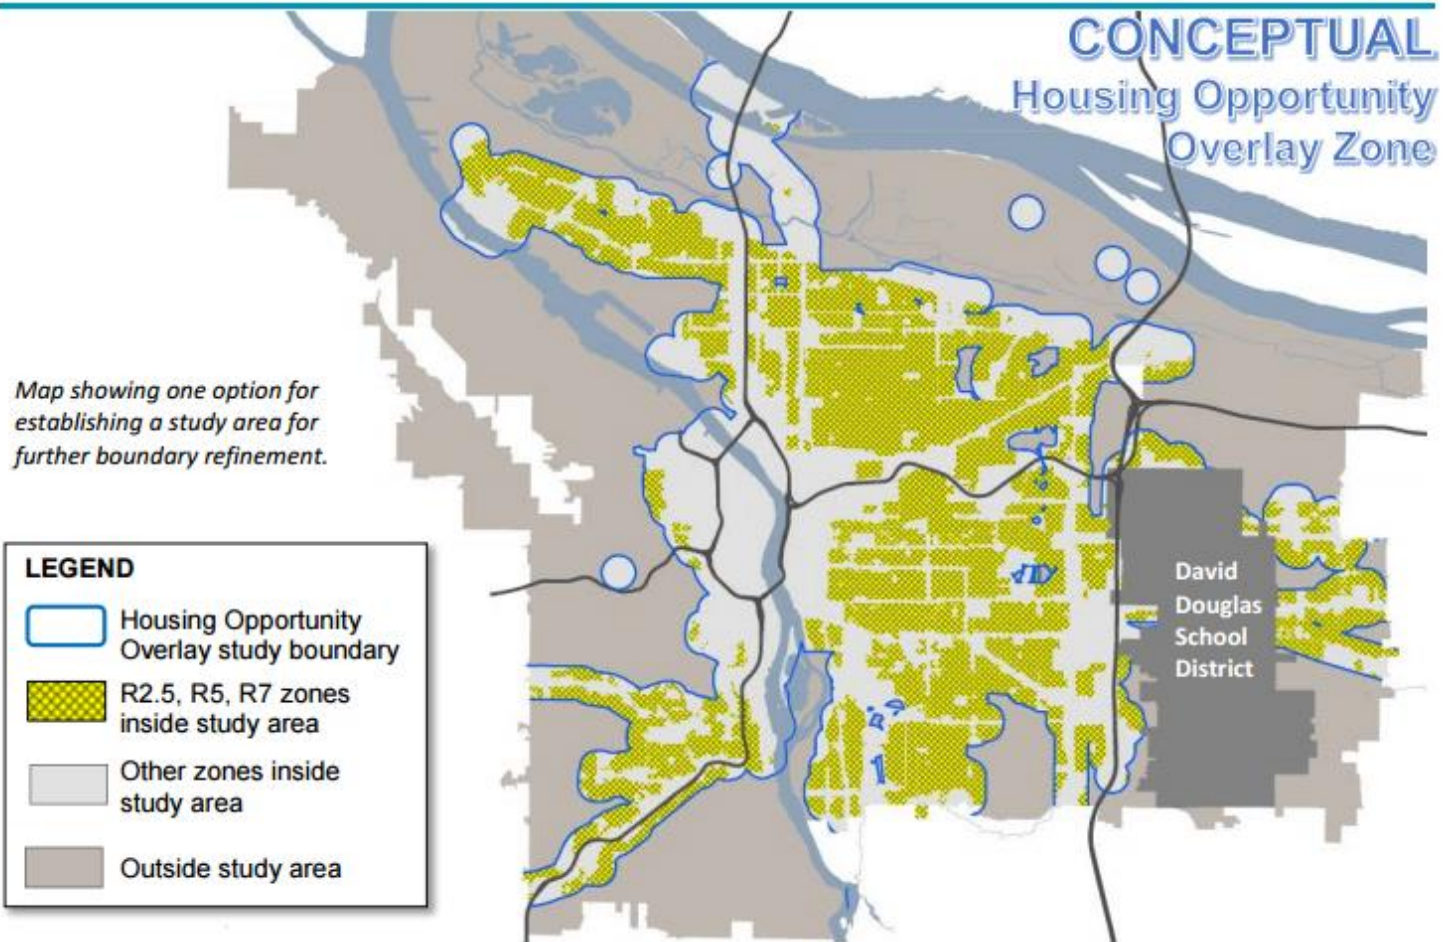 CONCEPTUAL
Housing Opportunity
Overlay Zone
Map showing one option for
establishing a study area for
further boundary refinement.
LEGEND
Housing Opportunity
Overlay study boundary
R2.5, R5, R7 zones
inside study area
Other zones inside
study area
Outside study area
David
Douglas
School
District